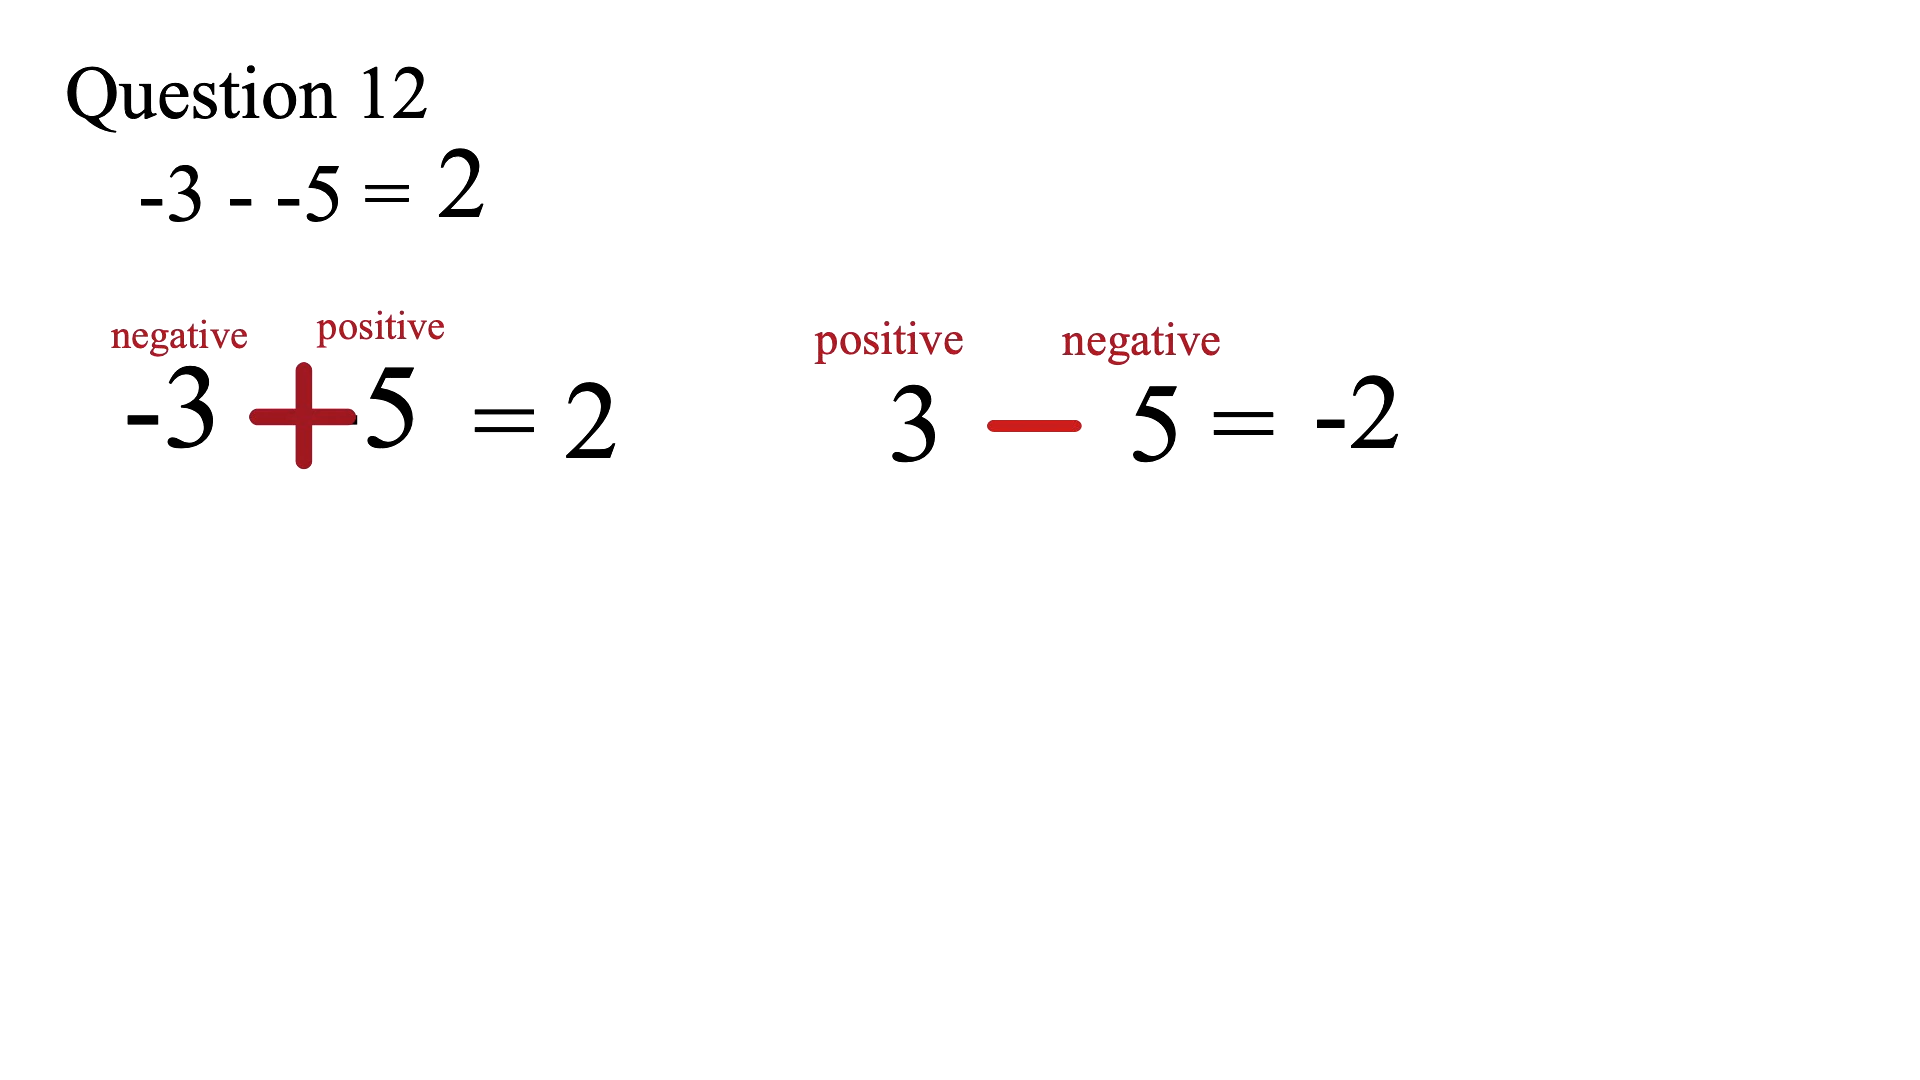 Question 12
-3 - -5 = 2
negative positive
-3 + 5 = 2
positive negative
3 — 5 = -2